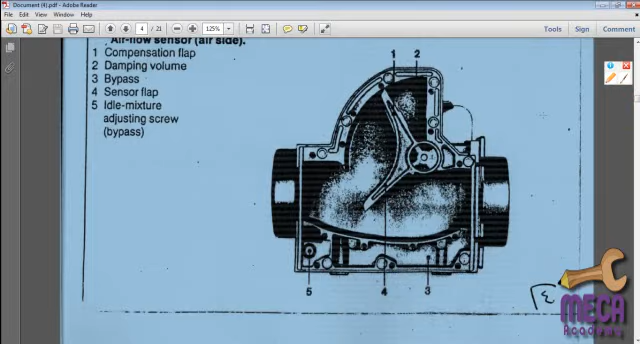 Document (4).pdf - Adobe Reader
File Edit View Window Help
4 / 21 125%
Tools Sign Comment
Air-flow sensor (air side).
1 Compensation flap
2 Damping volume
3 Bypass
4 Sensor flap
5 Idle-mixture
adjusting screw
(bypass)
1 2
5 4 3
MECA
Academy